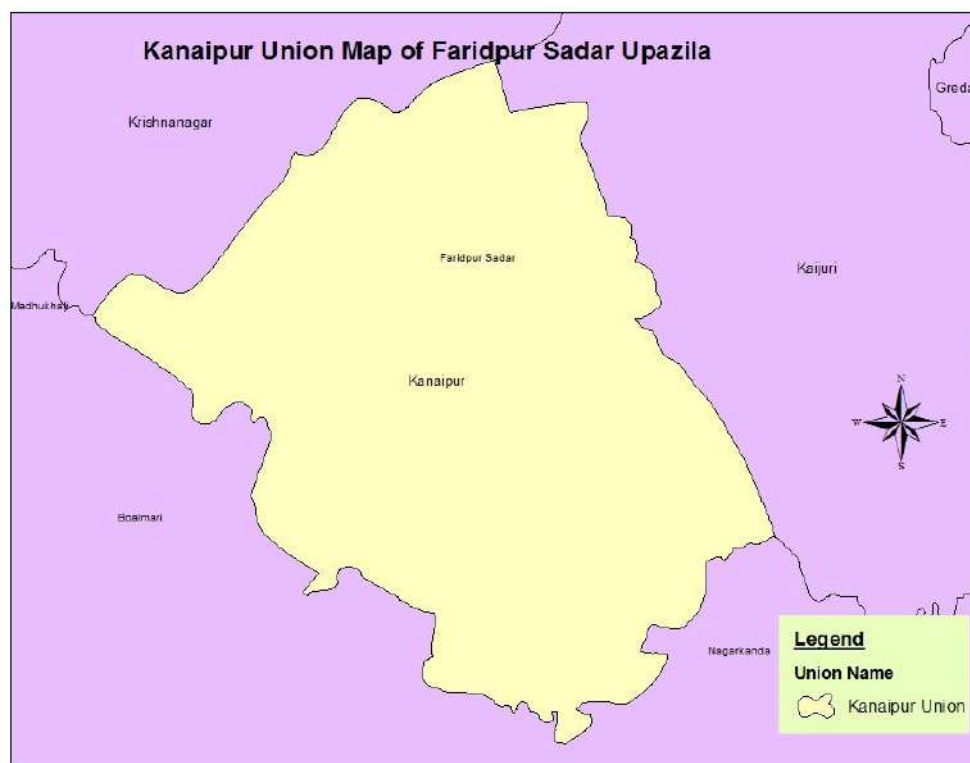 Kanaipur Union Map of Faridpur Sadar Upazila
Greda
Krishnanagar
Faridpur Sadar
Kaijuri
Madhukhali
Kanaipur
N
W E
S
Boalmari
Nagarkanda
Legend
Union Name
Kanaipur Union